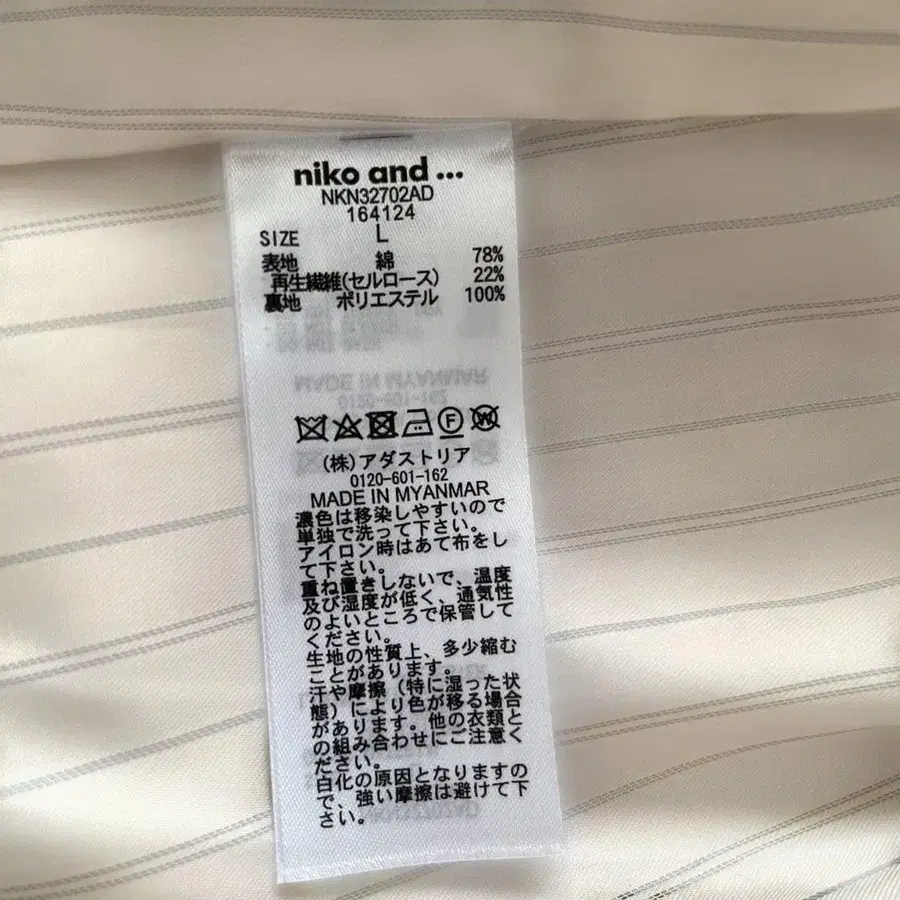 niko and ...
NKN32702AD
164124
SIZE L
表地 綿 78%
再生繊維(セルロース) 22%
裏地 ポリエステル 100%
F
W
(株)アダストリア
0120-601-162
MADE IN MYANMAR
濃色は移染しやすいので
単独で洗って下さい。
アイロン時はあて布をし
て下さい。
重ね置きしないで、温度
及び湿度が低く、通気性
のよいところで保管して
ください。
生地の性質上、多少縮む
ことがあります。
汗や摩擦(特に湿った状
態)により色が移る場合
があります。他の衣類と
の組み合わせにご注意く
ださい。
白化の原因となりますの
で、強い摩擦は避けて下
さい。